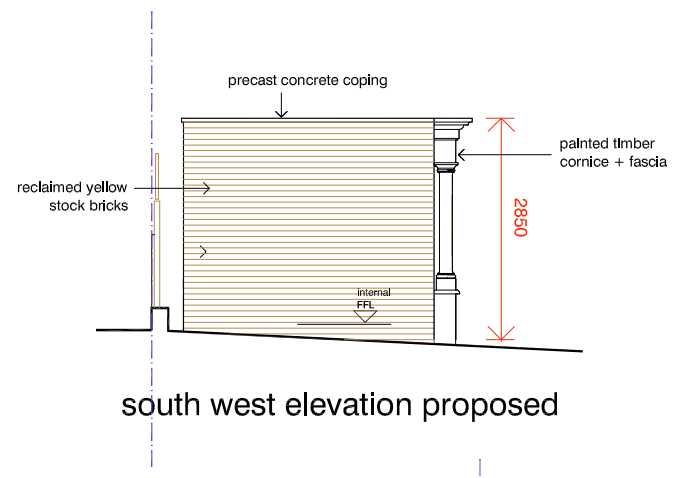 precast concrete coping
painted timber
cornice + fascia
reclaimed yellow
stock bricks
2850
internal
FFL
south west elevation proposed